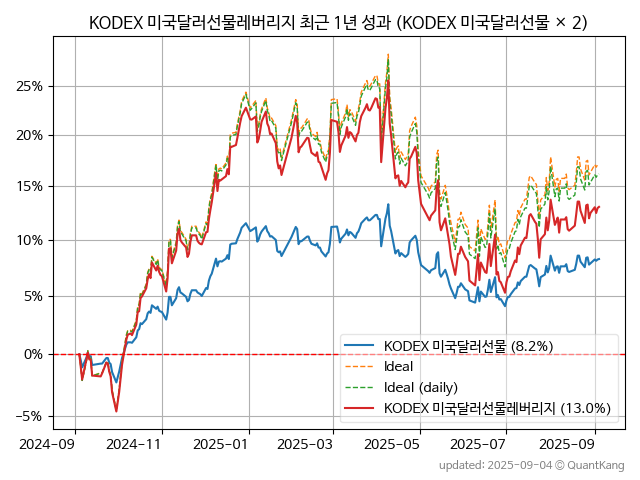 KODEX 미국달러선물레버리지 최근 1년 성과 (KODEX 미국달러선물 × 2)
25%
20%
15%
10%
5%
0%
−5%
KODEX 미국달러선물 (8.2%)
Ideal
Ideal (daily)
KODEX 미국달러선물레버리지 (13.0%)
2024−09 2024−11 2025−01 2025−03 2025−05 2025−07 2025−09
updated: 2025-09-04 © QuantKang